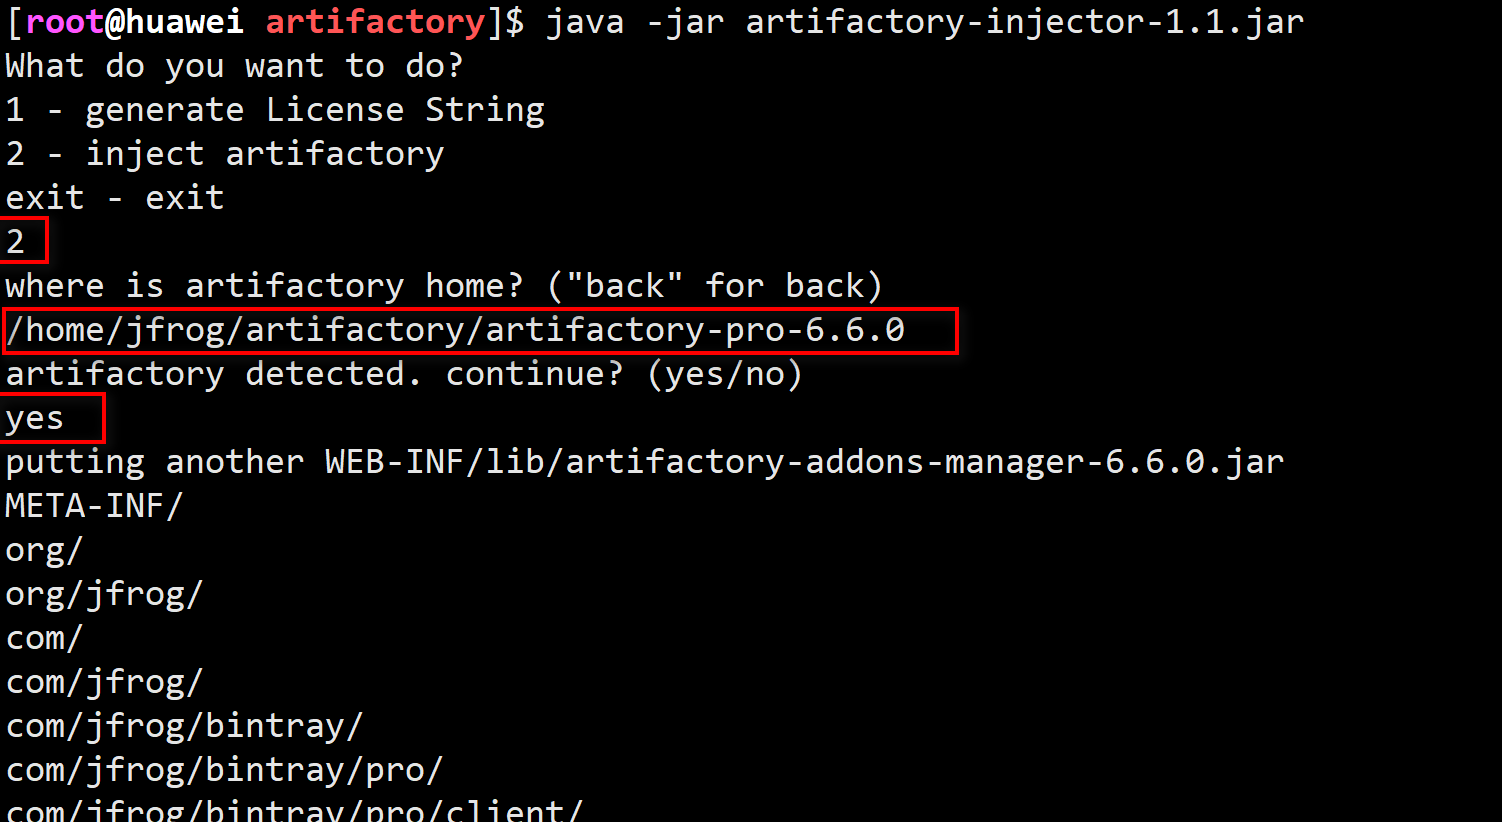 [root@huawei artifactory]$ java -jar artifactory-injector-1.1.jar
What do you want to do?
1 - generate License String
2 - inject artifactory
exit - exit
2
where is artifactory home? ("back" for back)
/home/jfrog/artifactory/artifactory-pro-6.6.0
artifactory detected. continue? (yes/no)
yes
putting another WEB-INF/lib/artifactory-addons-manager-6.6.0.jar
META-INF/
org/
org/jfrog/
com/
com/jfrog/
com/jfrog/bintray/
com/jfrog/bintray/pro/
com/jfrog/bintray/pro/client/